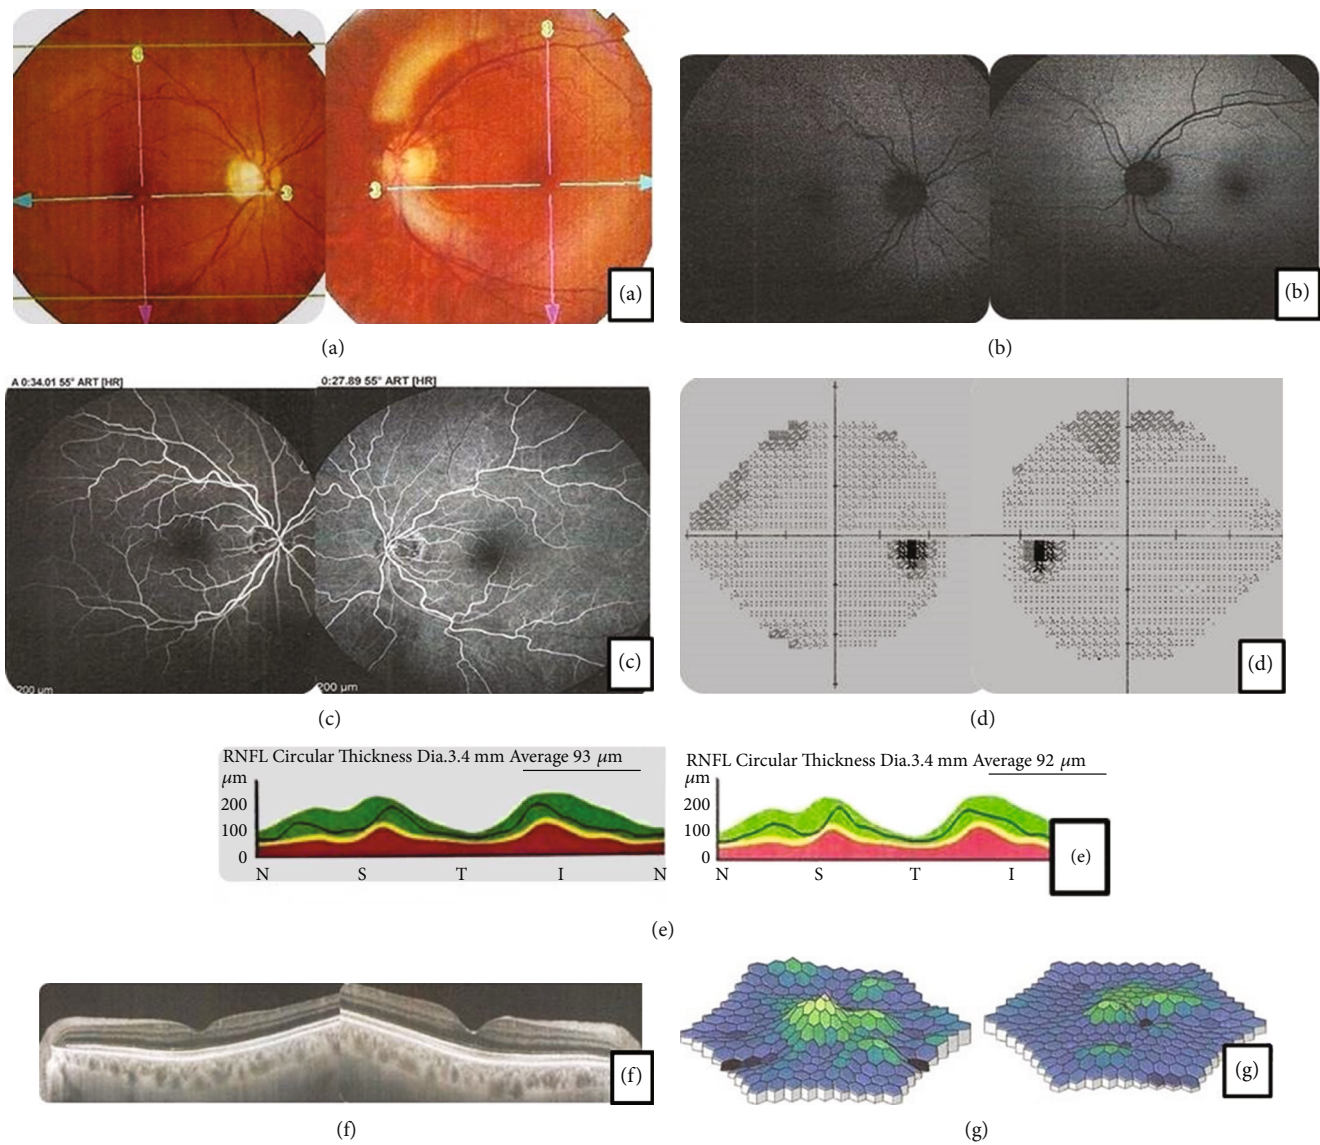 (a)
(a)
(b)
(b)
A 0:34.01 55° ART [HR]
0:27.89 55° ART [HR]
200 µm
200 µm
(c)
(c)
(d)
(d)
RNFL Circular Thickness Dia.3.4 mm Average 93 µm
µm
200
100
0
N S T I N
RNFL Circular Thickness Dia.3.4 mm Average 92 µm
µm
200
100
0
N S T I
(e)
(e)
(f)
(f)
(g)
(g)